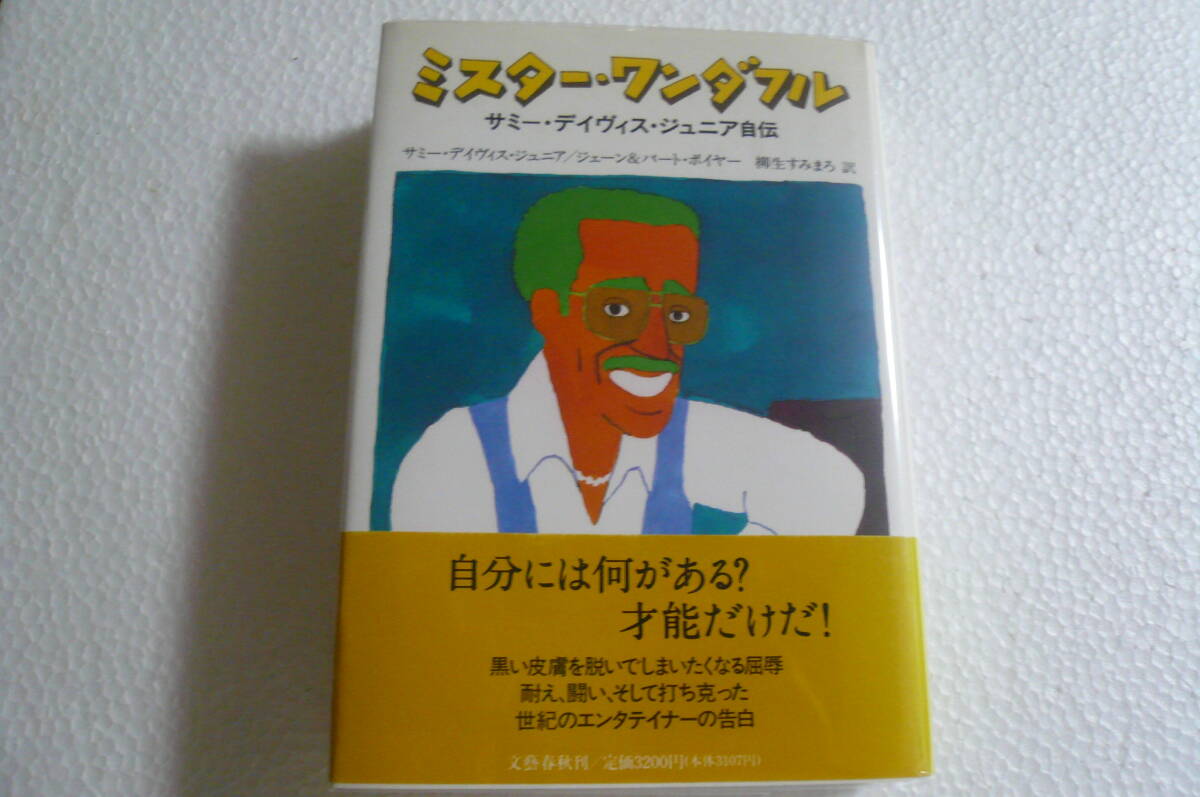 ミスター・ワンダフル
サミー・デイヴィス・ジュニア自伝
サミー・デイヴィス・ジュニア/ジェーン&バート・ボイヤー 柳生すみまろ 訳
自分には何がある?
才能だけだ!
黒い皮膚を脱いでしまいたくなる屈辱
耐え、闘い、そして打ち克った
世紀のエンタテイナーの告白
文藝春秋刊/定価3200円(本体3107円)